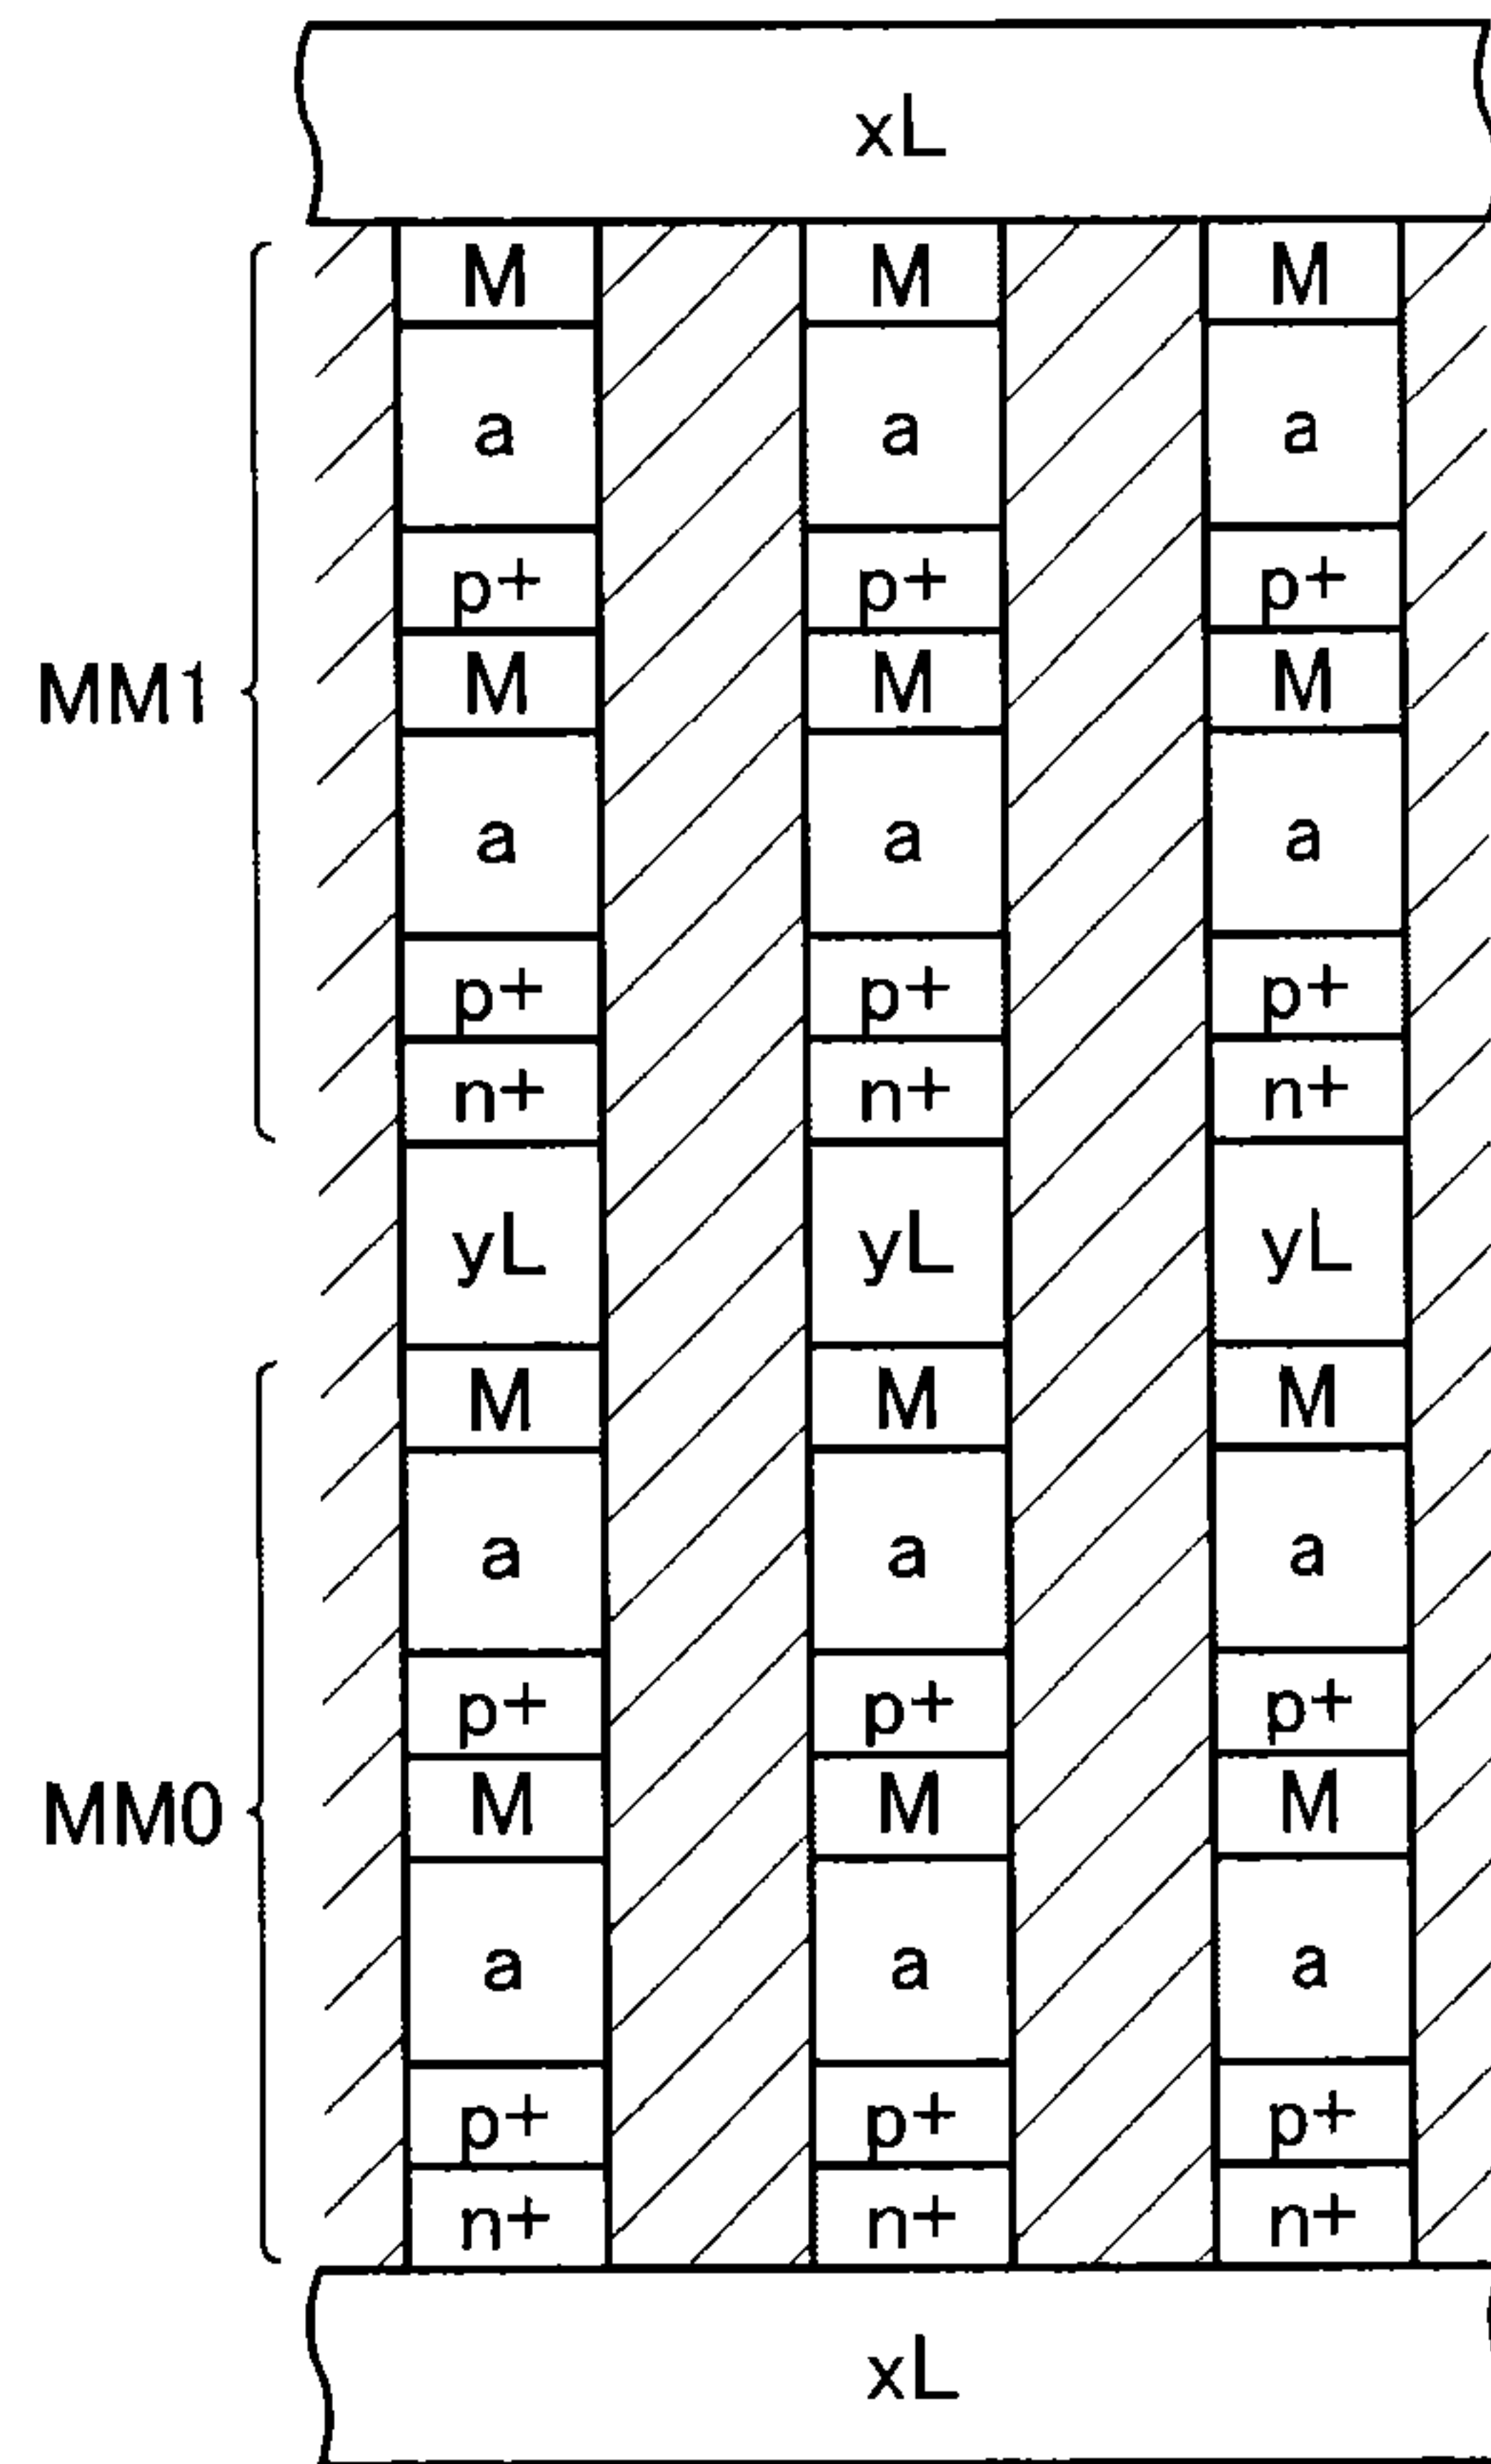 xL
M M M
a a a
p+ p+ p+
MM1 M M M
a a a
p+ p+ p+
n+ n+ n+
yL yL yL
M M M
a a a
p+ p+ p+
MM0 M M M
a a a
p+ p+ p+
n+ n+ n+
xL